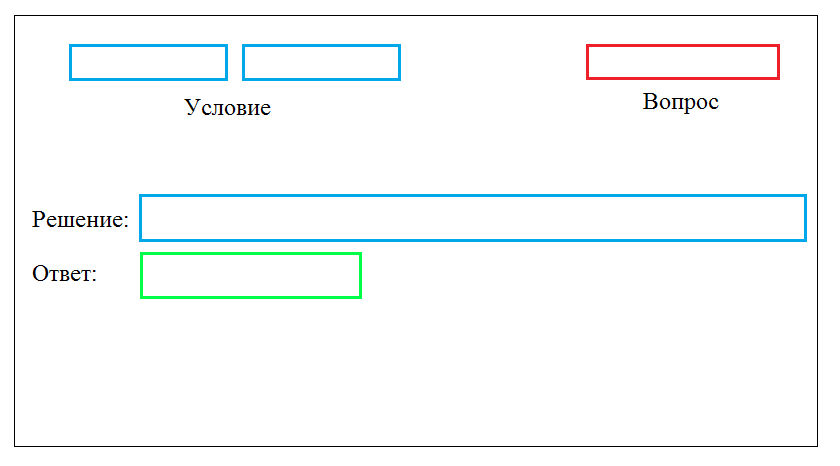 Условие
Вопрос
Решение:
Ответ: